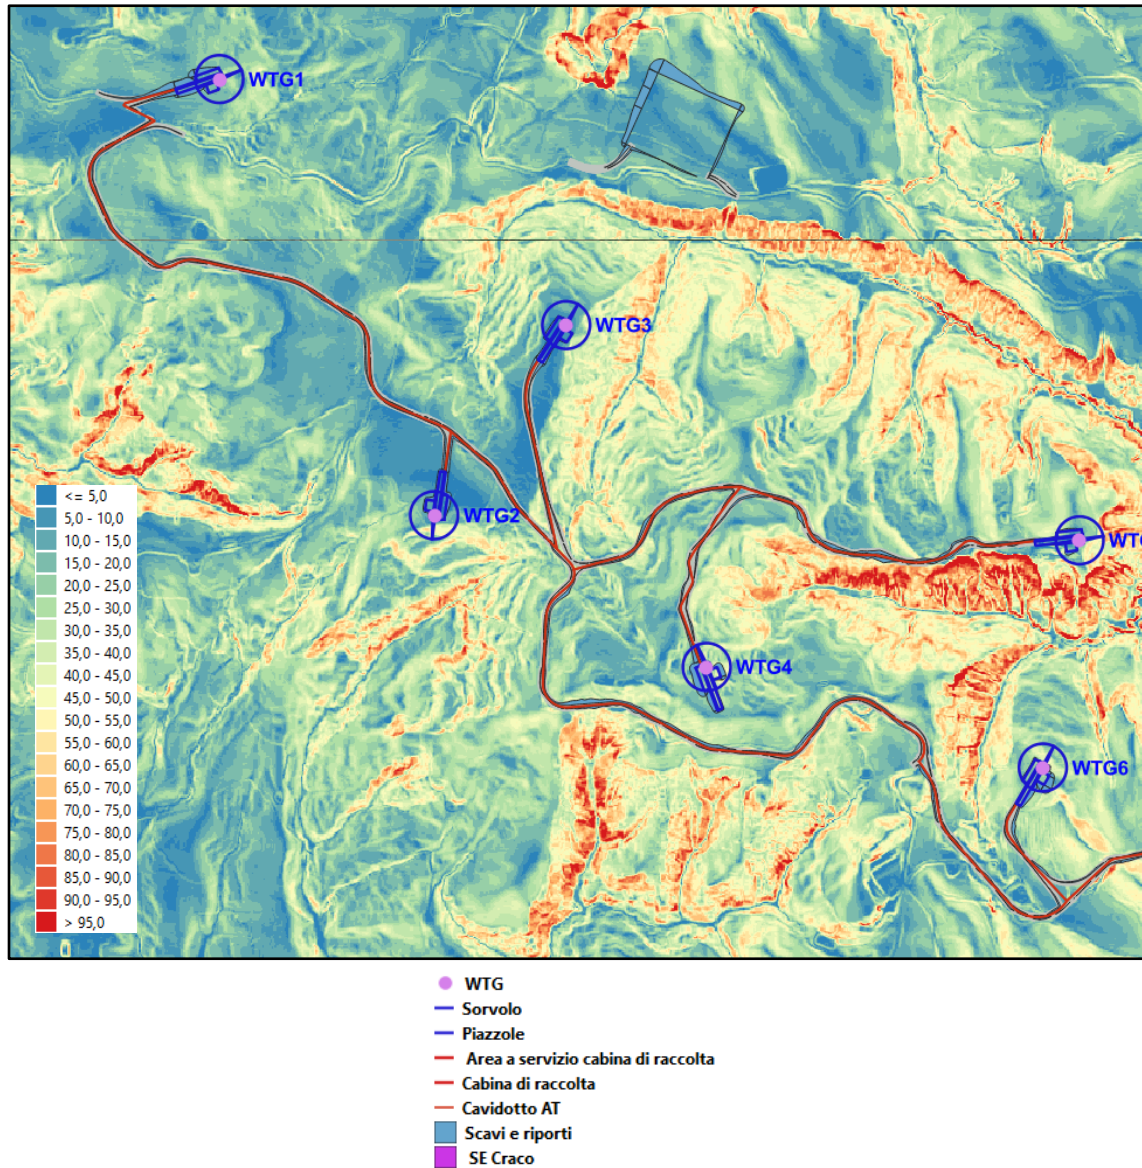 WTG1
WTG3
WTG2
WTG4
WTG6
<= 5,0
5,0 - 10,0
10,0 - 15,0
15,0 - 20,0
20,0 - 25,0
25,0 - 30,0
30,0 - 35,0
35,0 - 40,0
40,0 - 45,0
45,0 - 50,0
50,0 - 55,0
55,0 - 60,0
60,0 - 65,0
65,0 - 70,0
70,0 - 75,0
75,0 - 80,0
80,0 - 85,0
85,0 - 90,0
90,0 - 95,0
> 95,0
WTG
Sorvolo
Piazzole
Area a servizio cabina di raccolta
Cabina di raccolta
Cavidotto AT
Scavi e riporti
SE Craco